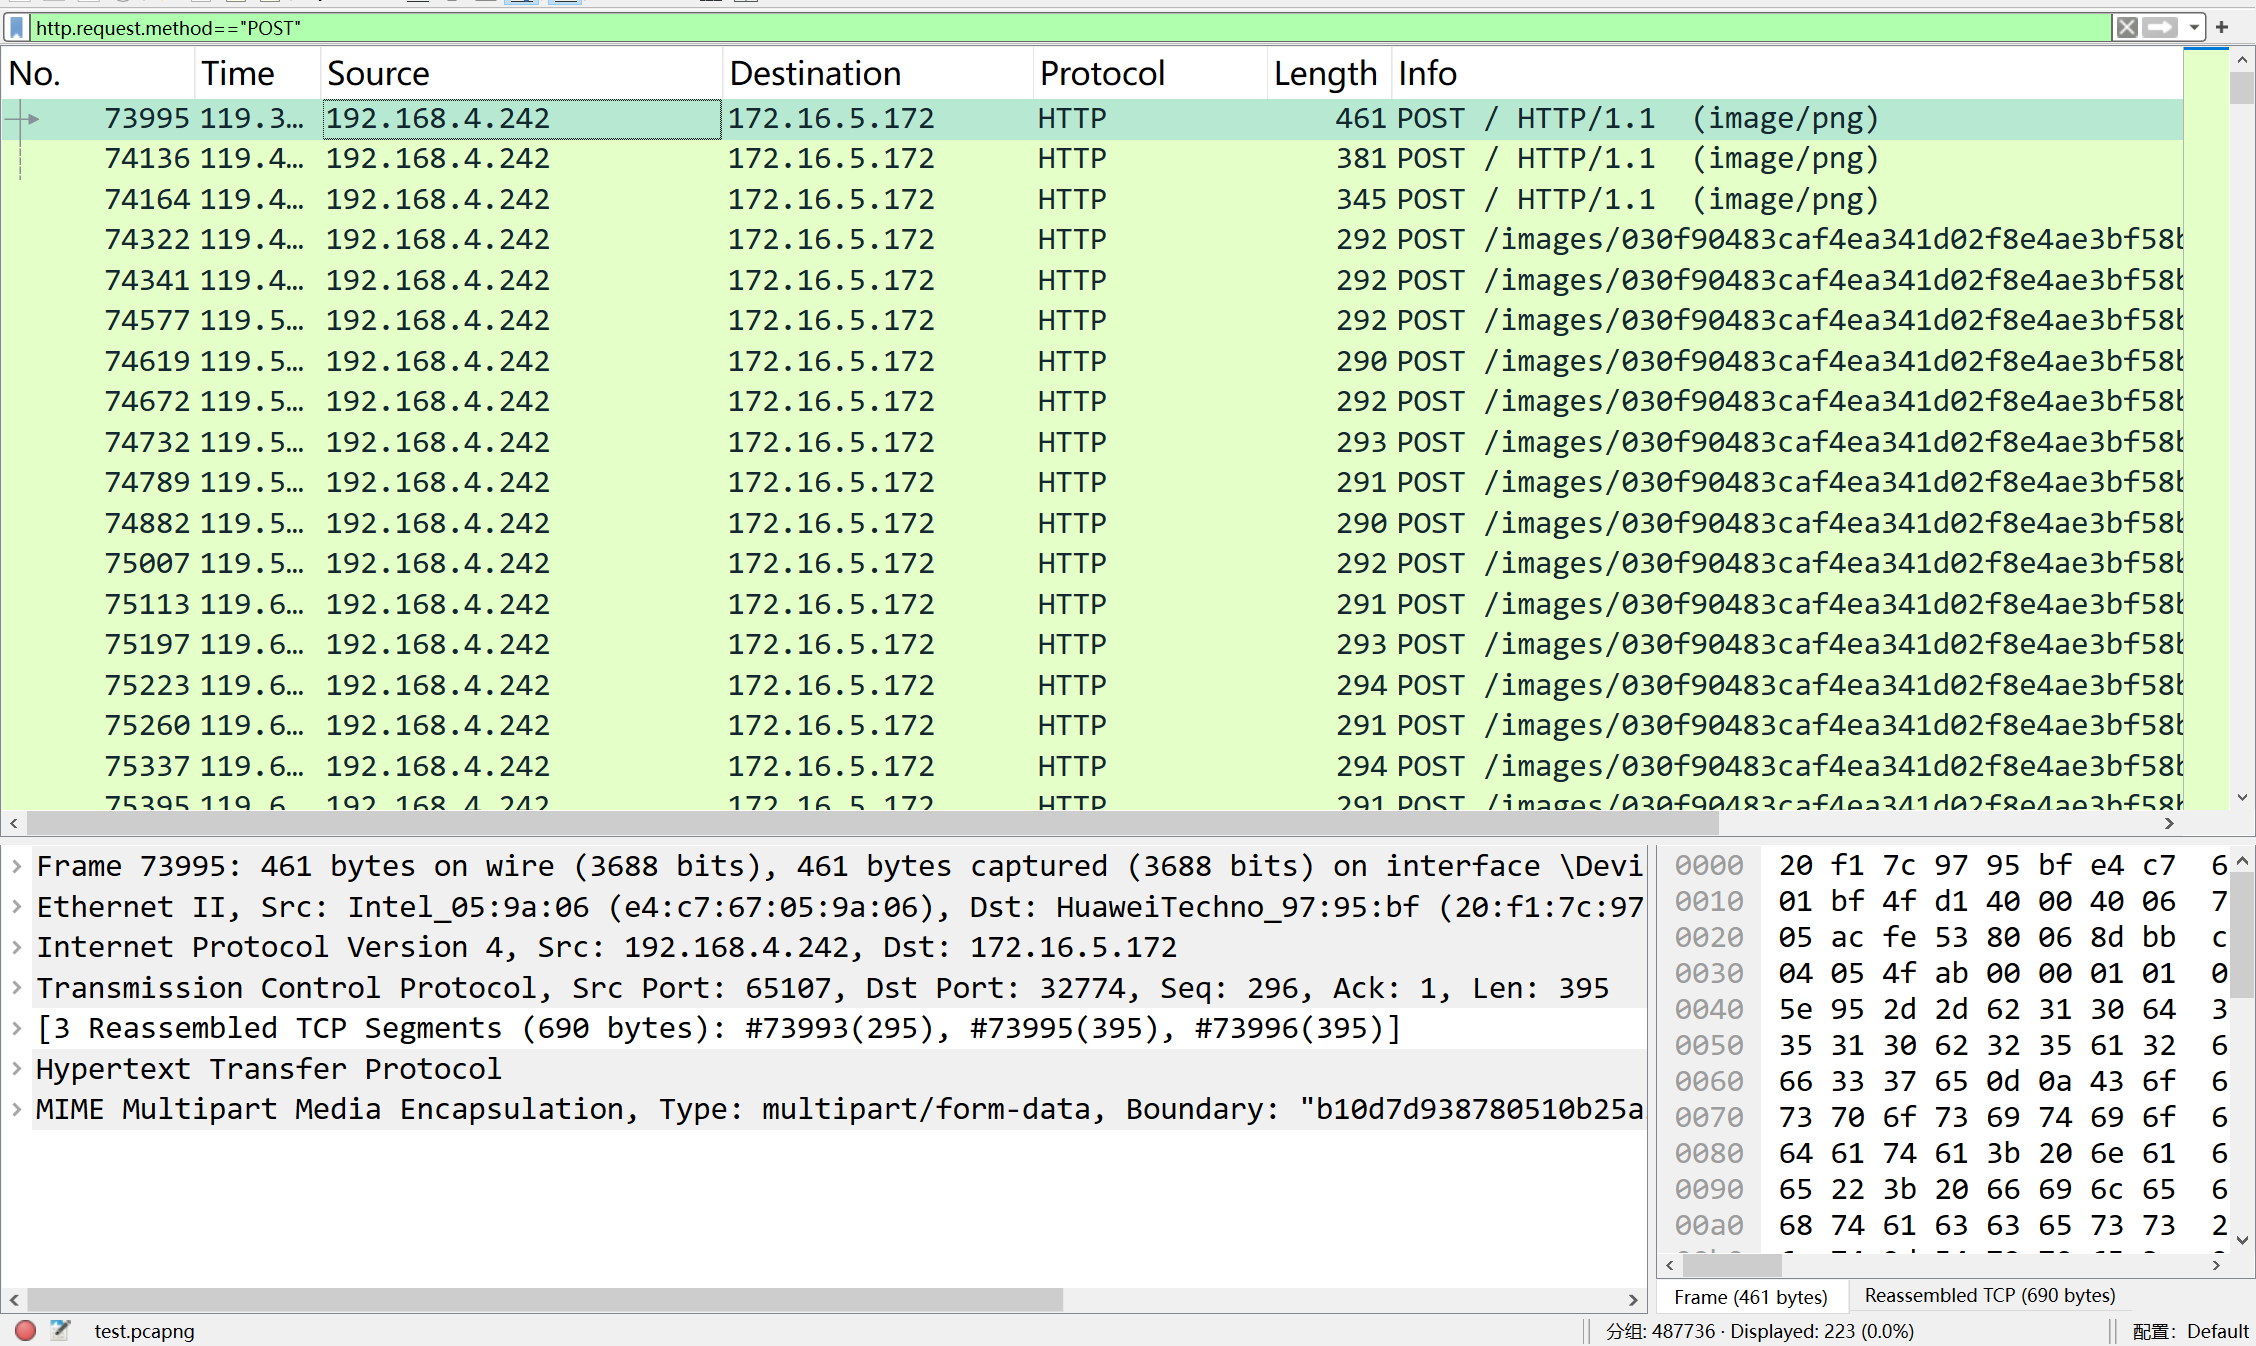 http.request.method=="POST"
No. Time Source Destination Protocol Length Info
73995 119.3… 192.168.4.242 172.16.5.172 HTTP 461 POST / HTTP/1.1 (image/png)
74136 119.4… 192.168.4.242 172.16.5.172 HTTP 381 POST / HTTP/1.1 (image/png)
74164 119.4… 192.168.4.242 172.16.5.172 HTTP 345 POST / HTTP/1.1 (image/png)
74322 119.4… 192.168.4.242 172.16.5.172 HTTP 292 POST /images/030f90483caf4ea341d02f8e4ae3bf58b
74341 119.4… 192.168.4.242 172.16.5.172 HTTP 292 POST /images/030f90483caf4ea341d02f8e4ae3bf58b
74577 119.5… 192.168.4.242 172.16.5.172 HTTP 292 POST /images/030f90483caf4ea341d02f8e4ae3bf58b
74619 119.5… 192.168.4.242 172.16.5.172 HTTP 290 POST /images/030f90483caf4ea341d02f8e4ae3bf58b
74672 119.5… 192.168.4.242 172.16.5.172 HTTP 292 POST /images/030f90483caf4ea341d02f8e4ae3bf58b
74732 119.5… 192.168.4.242 172.16.5.172 HTTP 293 POST /images/030f90483caf4ea341d02f8e4ae3bf58b
74789 119.5… 192.168.4.242 172.16.5.172 HTTP 291 POST /images/030f90483caf4ea341d02f8e4ae3bf58b
74882 119.5… 192.168.4.242 172.16.5.172 HTTP 290 POST /images/030f90483caf4ea341d02f8e4ae3bf58b
75007 119.5… 192.168.4.242 172.16.5.172 HTTP 292 POST /images/030f90483caf4ea341d02f8e4ae3bf58b
75113 119.6… 192.168.4.242 172.16.5.172 HTTP 291 POST /images/030f90483caf4ea341d02f8e4ae3bf58b
75197 119.6… 192.168.4.242 172.16.5.172 HTTP 293 POST /images/030f90483caf4ea341d02f8e4ae3bf58b
75223 119.6… 192.168.4.242 172.16.5.172 HTTP 294 POST /images/030f90483caf4ea341d02f8e4ae3bf58b
75260 119.6… 192.168.4.242 172.16.5.172 HTTP 291 POST /images/030f90483caf4ea341d02f8e4ae3bf58b
75337 119.6… 192.168.4.242 172.16.5.172 HTTP 294 POST /images/030f90483caf4ea341d02f8e4ae3bf58b
75395 119.6 192.168.4.242 172.16.5.172 HTTP 291 POST /images/030f90483caf4ea341d02f8e4ae3bf58b
Frame 73995: 461 bytes on wire (3688 bits), 461 bytes captured (3688 bits) on interface \Devi
Ethernet II, Src: Intel_05:9a:06 (e4:c7:67:05:9a:06), Dst: HuaweiTechno_97:95:bf (20:f1:7c:97
Internet Protocol Version 4, Src: 192.168.4.242, Dst: 172.16.5.172
Transmission Control Protocol, Src Port: 65107, Dst Port: 32774, Seq: 296, Ack: 1, Len: 395
[3 Reassembled TCP Segments (690 bytes): #73993(295), #73995(395), #73996(395)]
Hypertext Transfer Protocol
MIME Multipart Media Encapsulation, Type: multipart/form-data, Boundary: "b10d7d938780510b25a
0000 20 f1 7c 97 95 bf e4 c7 6
0010 01 bf 4f d1 40 00 40 06 7
0020 05 ac fe 53 80 06 8d bb c
0030 04 05 4f ab 00 00 01 01 0
0040 5e 95 2d 2d 62 31 30 64 3
0050 35 31 30 62 32 35 61 32 6
0060 66 33 37 65 0d 0a 43 6f 6
0070 73 70 6f 73 69 74 69 6f 6
0080 64 61 74 61 3b 20 6e 61 6
0090 65 22 3b 20 66 69 6c 65 6
00a0 68 74 61 63 63 65 73 73 2
Frame (461 bytes) Reassembled TCP (690 bytes)
test.pcapng 分组: 487736 · Displayed: 223 (0.0%) 配置: Default